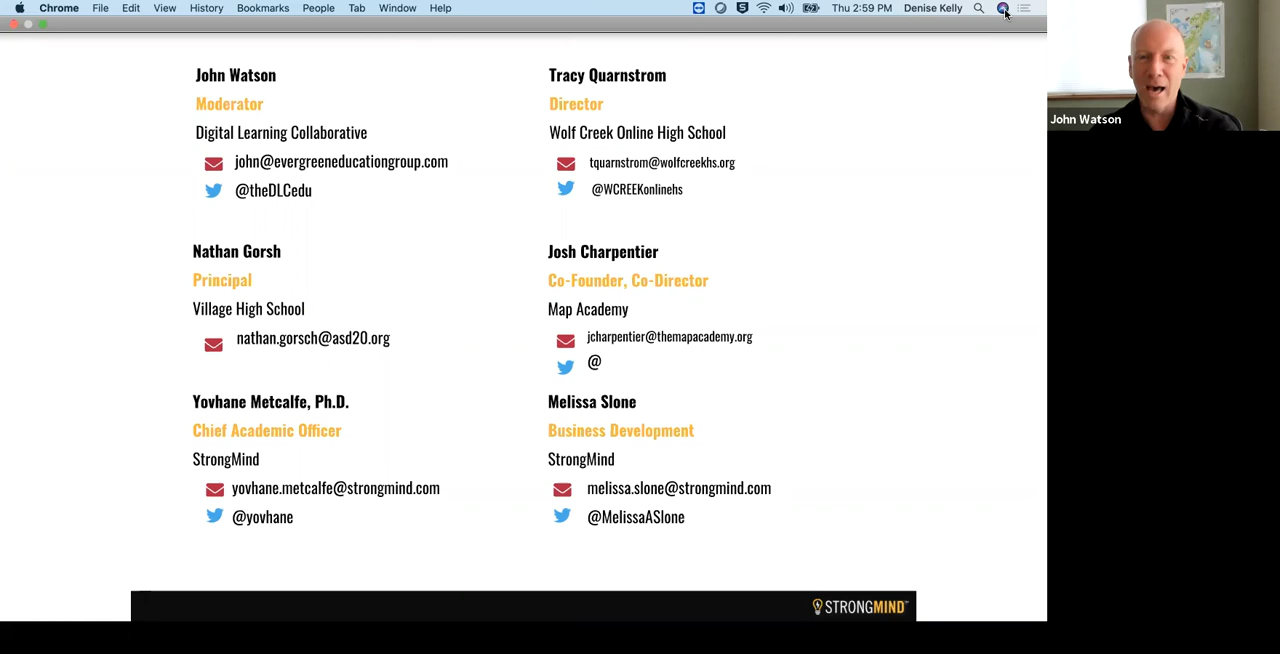 Chrome File Edit View History Bookmarks People Tab Window Help Thu 2:59 PM Denise Kelly
John Watson
Moderator
Digital Learning Collaborative
john@evergreeneducationgroup.com
@theDLCedu
Tracy Quarnstrom
Director
Wolf Creek Online High School
tquarnstrom@wolfcreekhs.org
@WCREEKonlinehs
Nathan Gorsh
Principal
Village High School
nathan.gorsch@asd20.org
Josh Charpentier
Co-Founder, Co-Director
Map Academy
jcharpentier@themapacademy.org
@
Yovhane Metcalfe, Ph.D.
Chief Academic Officer
StrongMind
yovhane.metcalfe@strongmind.com
@yovhane
Melissa Slone
Business Development
StrongMind
melissa.slone@strongmind.com
@MelissaASlone
STRONGMIND
John Watson